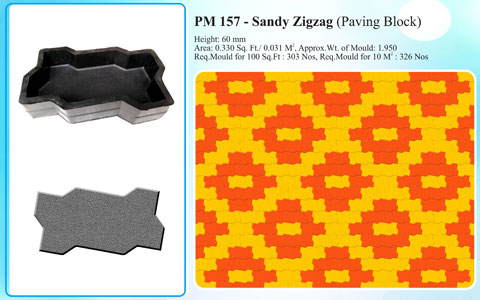 PM 157 - Sandy Zigzag (Paving Block)
Height: 60 mm
Area: 0.330 Sq. Ft./ 0.031 M², Approx.Wt. of Mould: 1.950
Req.Mould for 100 Sq.Ft : 303 Nos, Req.Mould for 10 M² : 326 Nos